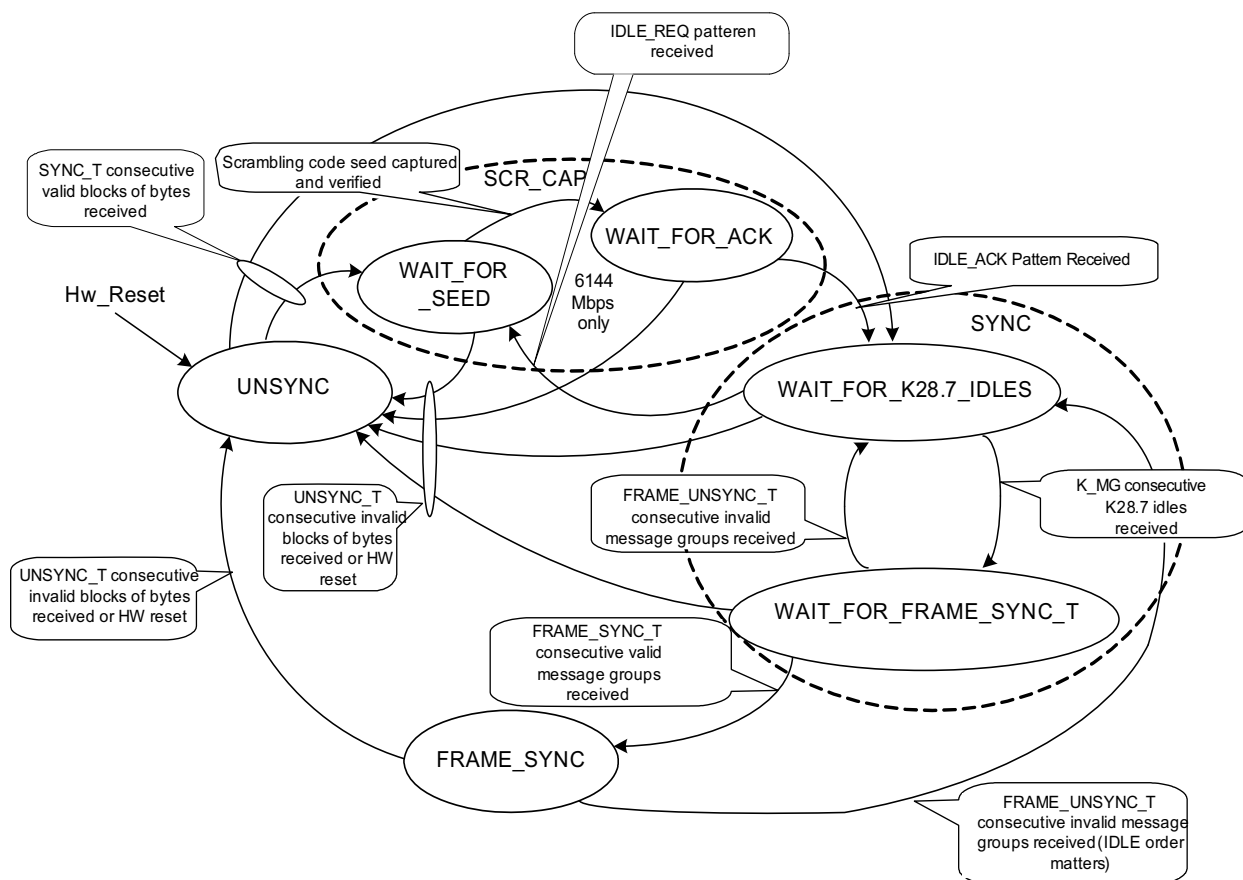 IDLE_REQ patteren
received
SYNC_T consecutive
valid blocks of bytes
received
Scrambling code seed captured
and verified
SCR_CAP
WAIT_FOR_ACK
WAIT_FOR
_SEED
6144
Mbps
only
IDLE_ACK Pattern Received
Hw_Reset
SYNC
UNSYNC
WAIT_FOR_K28.7_IDLES
UNSYNC_T
consecutive invalid
blocks of bytes
received or HW
reset
FRAME_UNSYNC_T
consecutive invalid
message groups received
K_MG consecutive
K28.7 idles
received
UNSYNC_T consecutive
invalid blocks of bytes
received or HW reset
WAIT_FOR_FRAME_SYNC_T
FRAME_SYNC_T
consecutive valid
message groups
received
FRAME_SYNC
FRAME_UNSYNC_T
consecutive invalid message
groups received (IDLE order
matters)